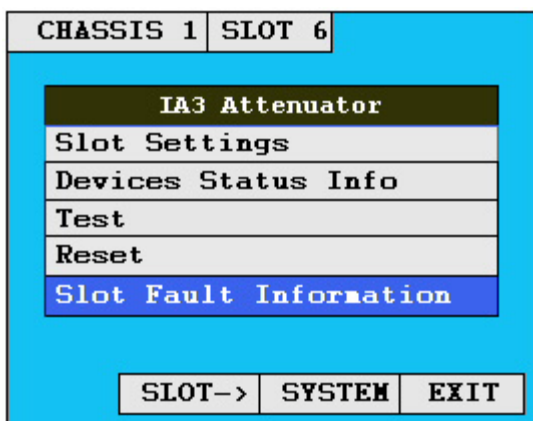 CHASSIS 1 SLOT 6
IA3 Attenuator
Slot Settings
Devices Status Info
Test
Reset
Slot Fault Information
SLOT-> SYSTEM EXIT